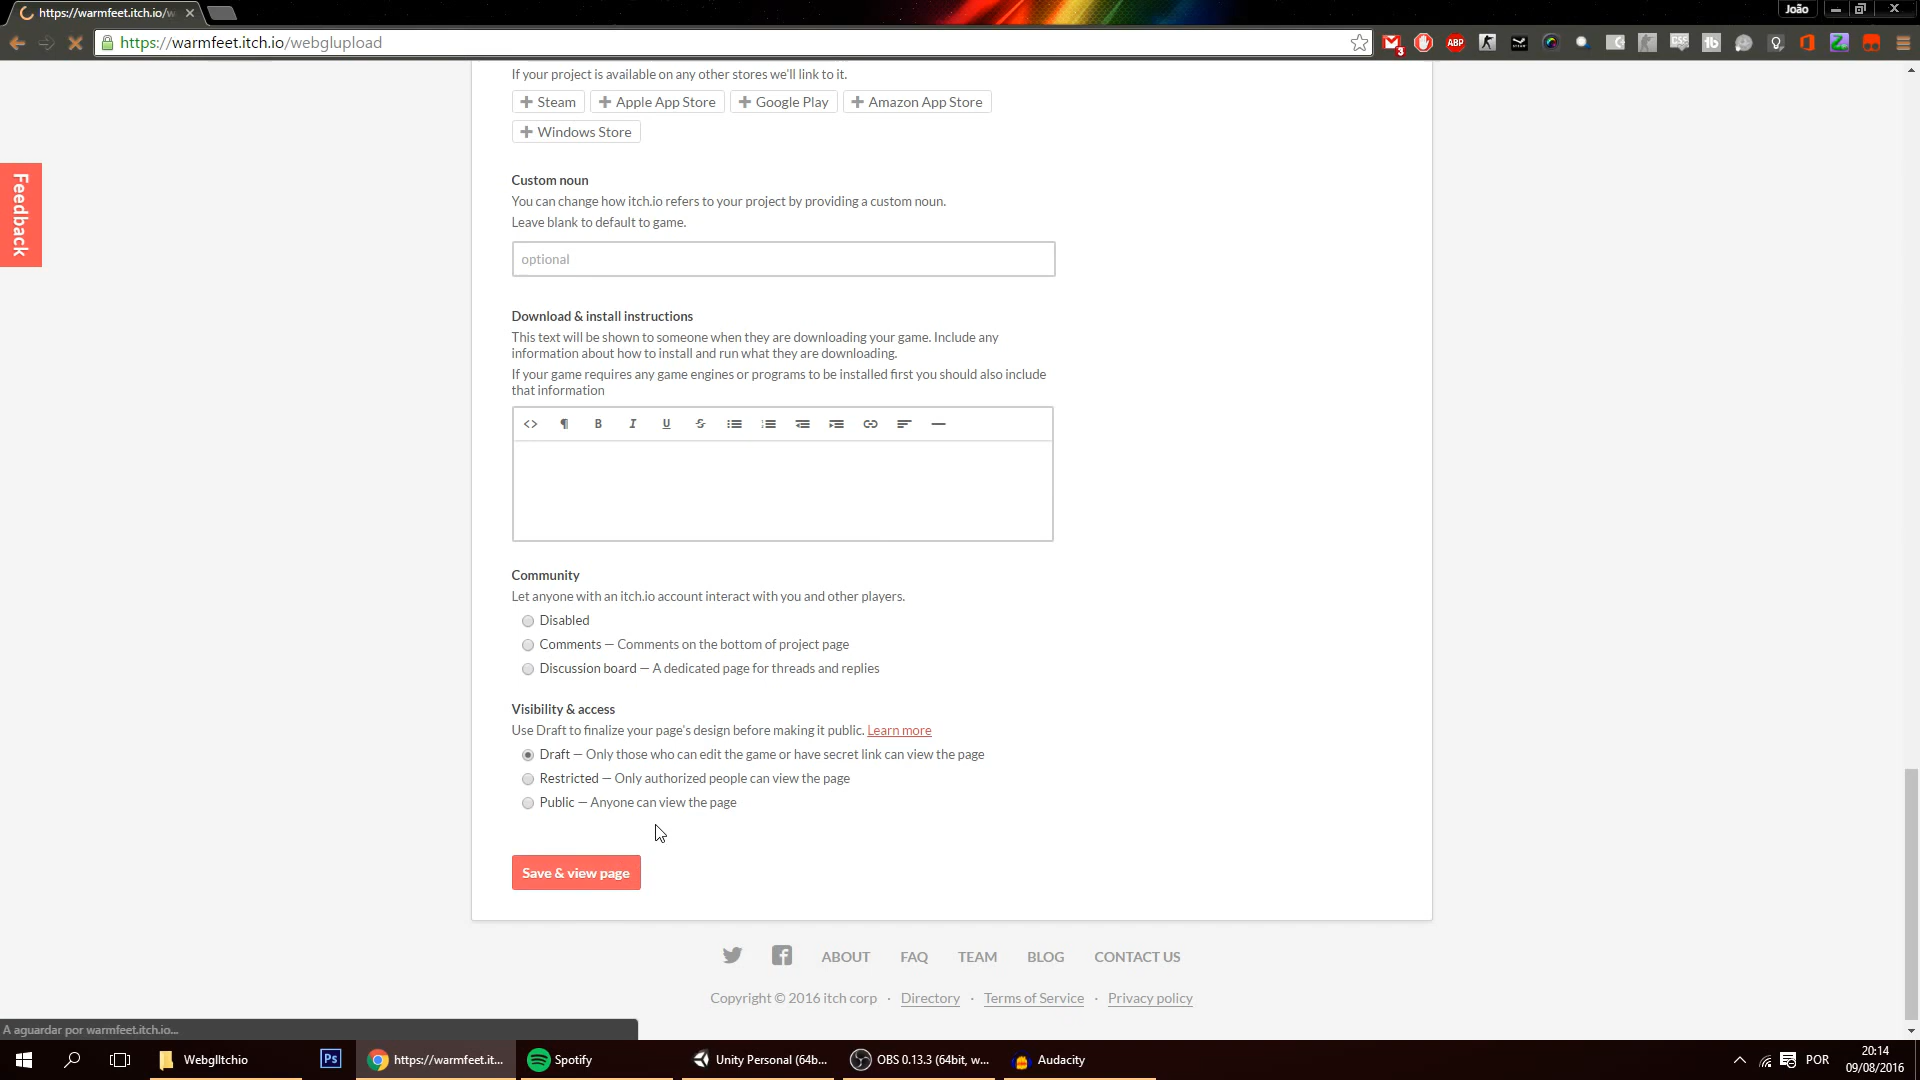 https://warmfeet.itch.io/w
João
https://warmfeet.itch.io/webglupload
If your project is available on any other stores we'll link to it.
Steam
Apple App Store
Google Play
Amazon App Store
Windows Store
Feedback
Custom noun
You can change how itch.io refers to your project by providing a custom noun.
Leave blank to default to game.
optional
Download & install instructions
This text will be shown to someone when they are downloading your game. Include any
information about how to install and run what they are downloading.
If your game requires any game engines or programs to be installed first you should also include
that information
Community
Let anyone with an itch.io account interact with you and other players.
Disabled
Comments — Comments on the bottom of project page
Discussion board — A dedicated page for threads and replies
Visibility & access
Use Draft to finalize your page's design before making it public. Learn more
Draft — Only those who can edit the game or have secret link can view the page
Restricted — Only authorized people can view the page
Public — Anyone can view the page
Save & view page
ABOUT FAQ TEAM BLOG CONTACT US
Copyright © 2016 itch corp · Directory · Terms of Service · Privacy policy
A aguardar por warmfeet.itch.io...
WebglItchio
Ps
https://warmfeet.it...
Spotify
Unity Personal (64b...
OBS 0.13.3 (64bit, w...
Audacity
POR
20:14
09/08/2016